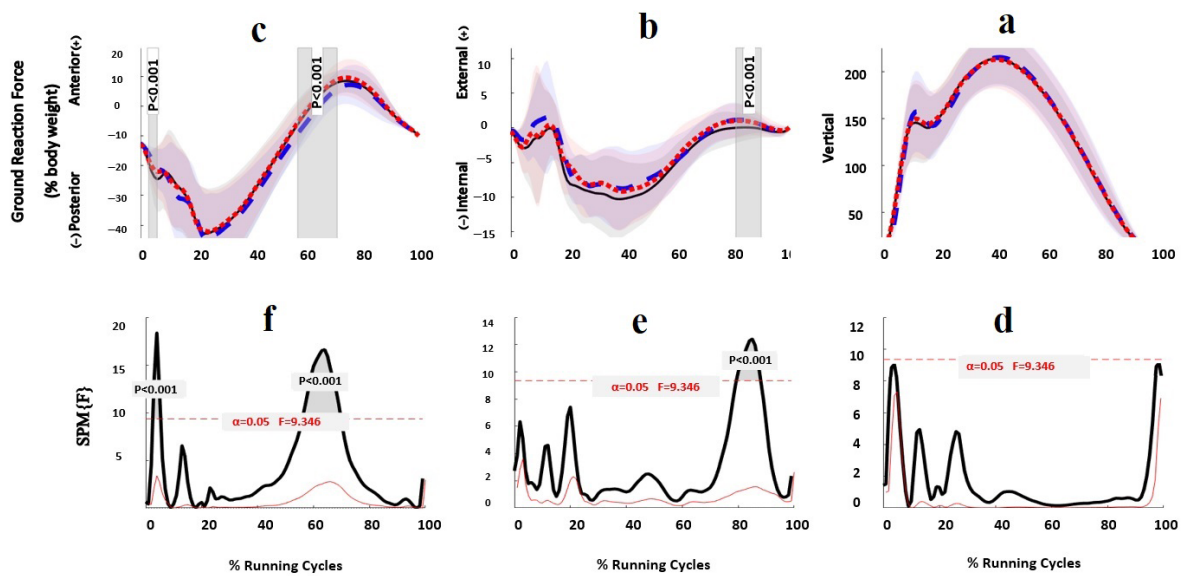 c
b
a
Ground Reaction Force
(% body weight)
(–)Posterior
Anterior(+)
20
10
0
−10
−20
−30
−40
P<0.001
P<0.001
0 20 40 60 80 100
(–) Internal
External (+)
10
5
0
−5
−10
−15
P<0.001
0 20 40 60 80 10
Vertical
200
150
100
50
0 20 40 60 80 100
f
e
d
SPM{F}
20
15
10
5
P<0.001
P<0.001
α=0.05 F=9.346
0 20 40 60 80 100
% Running Cycles
14
12
10
8
6
4
2
0
P<0.001
α=0.05 F=9.346
0 20 40 60 80 100
% Running Cycles
12
10
8
6
4
2
0
α=0.05 F=9.346
0 20 40 60 80 100
% Running Cycles